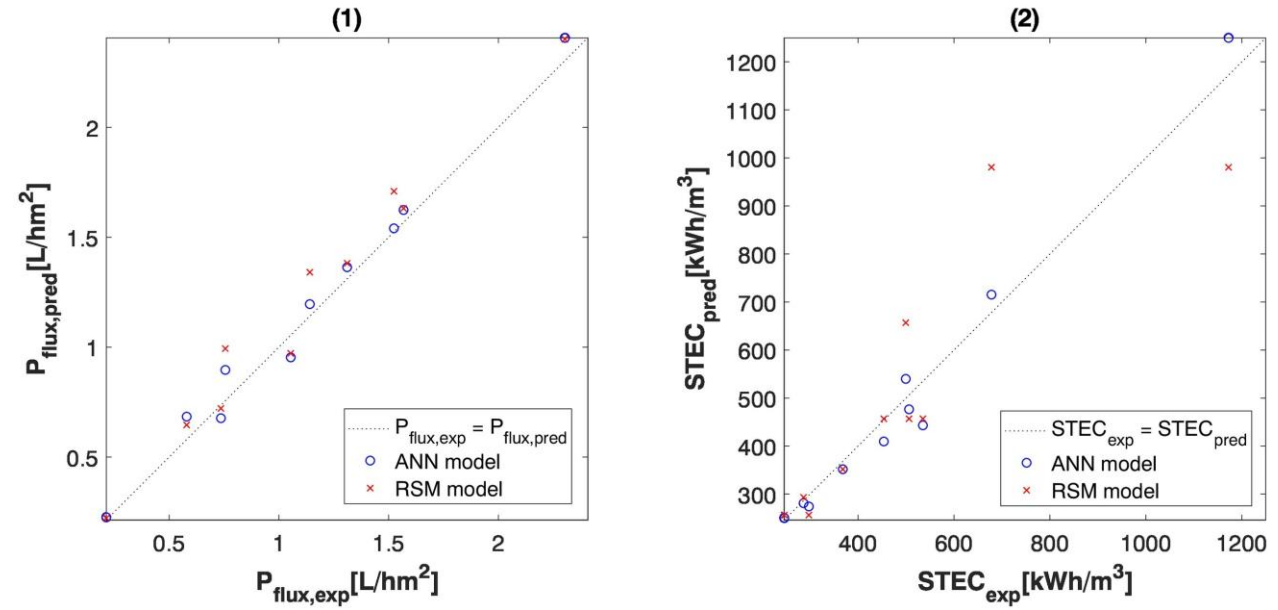 (1)
2
1.5
1
0.5
0.5
1
1.5
2
P_flux,pred[L/hm^2]
P_flux,exp[L/hm^2]
P_flux,exp = P_flux,pred
ANN model
RSM model
(2)
1200
1100
1000
900
800
700
600
500
400
300
400
600
800
1000
1200
STEC_pred[kWh/m^3]
STEC_exp[kWh/m^3]
STEC_exp = STEC_pred
ANN model
RSM model